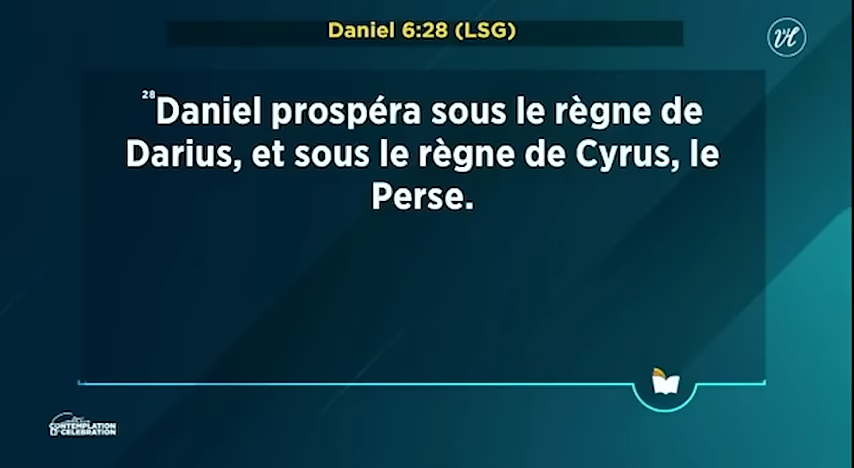 Daniel 6:28 (LSG)
VH
28Daniel prospéra sous le règne de
Darius, et sous le règne de Cyrus, le
Perse.
CONTEMPLATION
& CELEBRATION